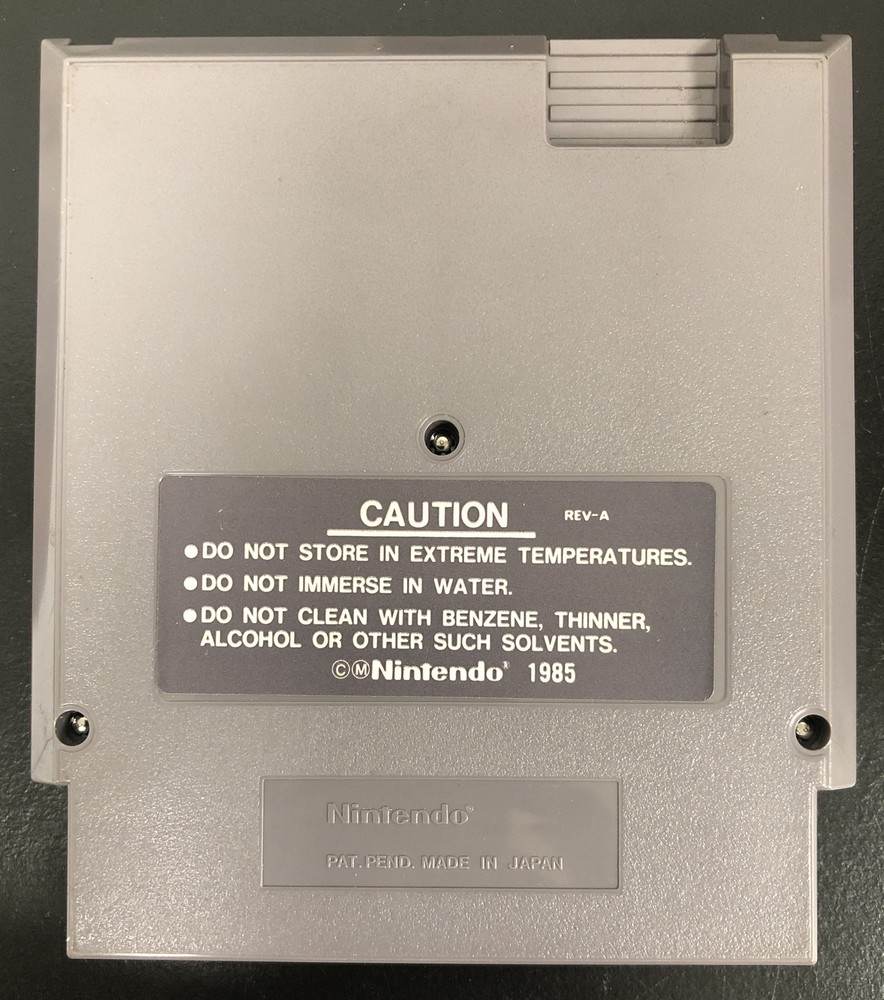 CAUTION REV-A
●DO NOT STORE IN EXTREME TEMPERATURES.
●DO NOT IMMERSE IN WATER.
●DO NOT CLEAN WITH BENZENE, THINNER,
ALCOHOL OR OTHER SUCH SOLVENTS.
©ⓂNintendo® 1985
Nintendo®
PAT. PEND. MADE IN JAPAN